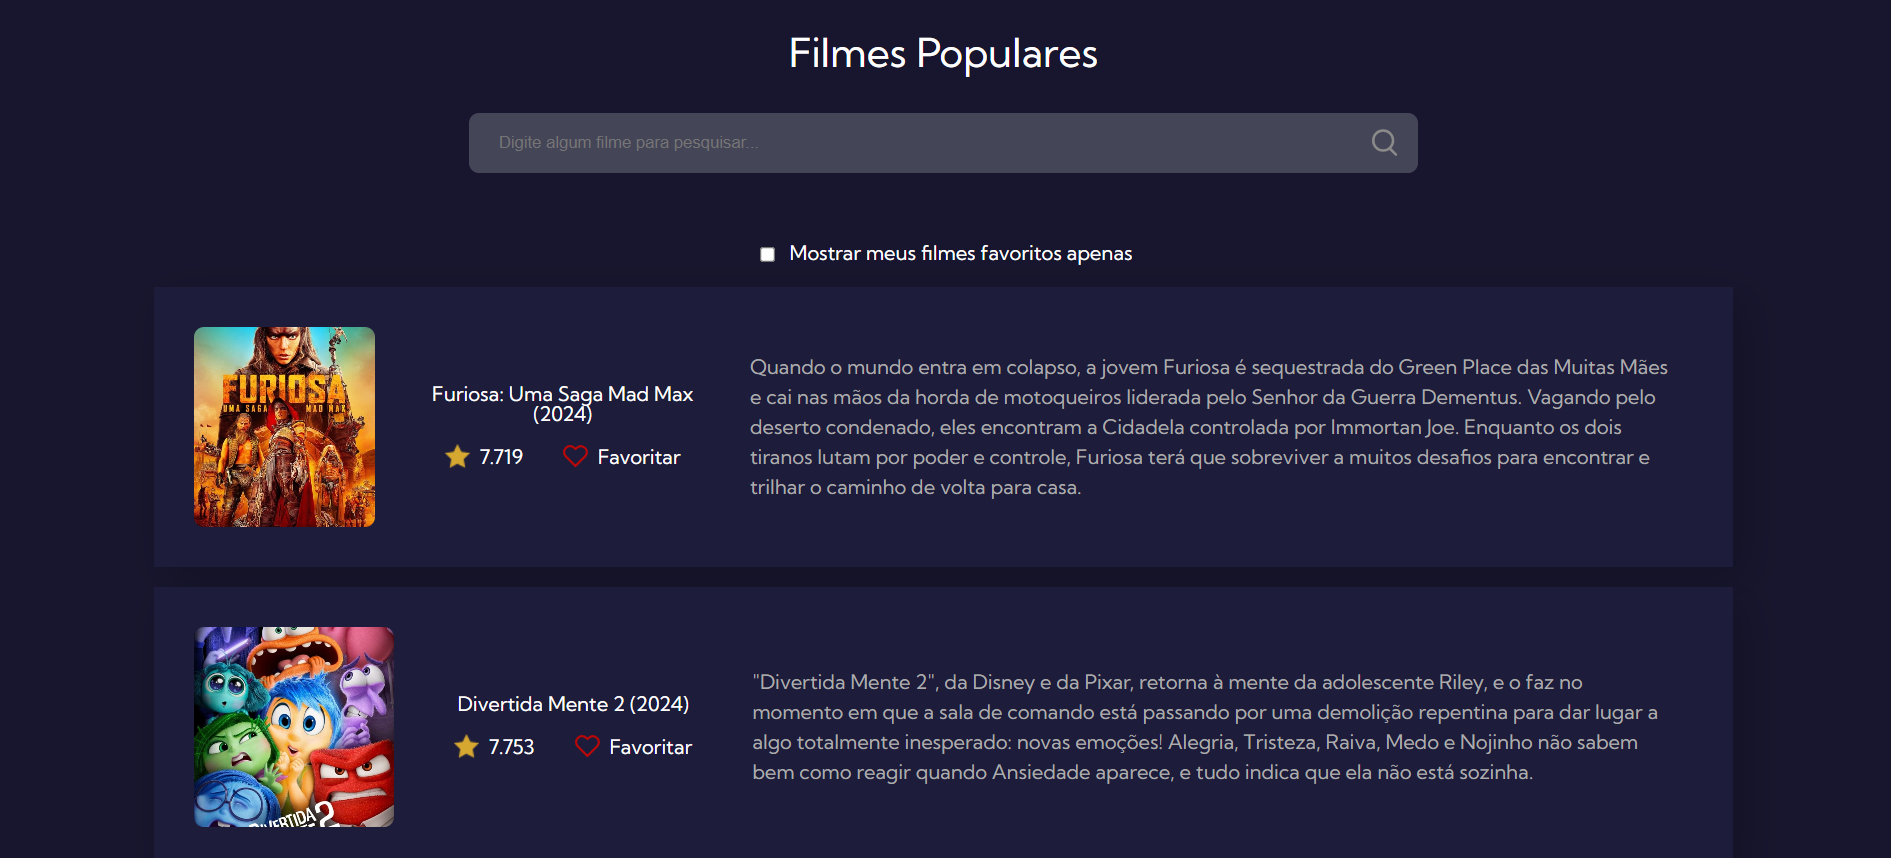 Filmes Populares
Digite algum filme para pesquisar...
Mostrar meus filmes favoritos apenas
FURIOSA
UMA SAGA MAD MAX
Furiosa: Uma Saga Mad Max
(2024)
7.719 Favoritar
Quando o mundo entra em colapso, a jovem Furiosa é sequestrada do Green Place das Muitas Mães
e cai nas mãos da horda de motoqueiros liderada pelo Senhor da Guerra Dementus. Vagando pelo
deserto condenado, eles encontram a Cidadela controlada por Immortan Joe. Enquanto os dois
tiranos lutam por poder e controle, Furiosa terá que sobreviver a muitos desafios para encontrar e
trilhar o caminho de volta para casa.
DIVERTIDA
2
Divertida Mente 2 (2024)
7.753 Favoritar
"Divertida Mente 2", da Disney e da Pixar, retorna à mente da adolescente Riley, e o faz no
momento em que a sala de comando está passando por uma demolição repentina para dar lugar a
algo totalmente inesperado: novas emoções! Alegria, Tristeza, Raiva, Medo e Nojinho não sabem
bem como reagir quando Ansiedade aparece, e tudo indica que ela não está sozinha.